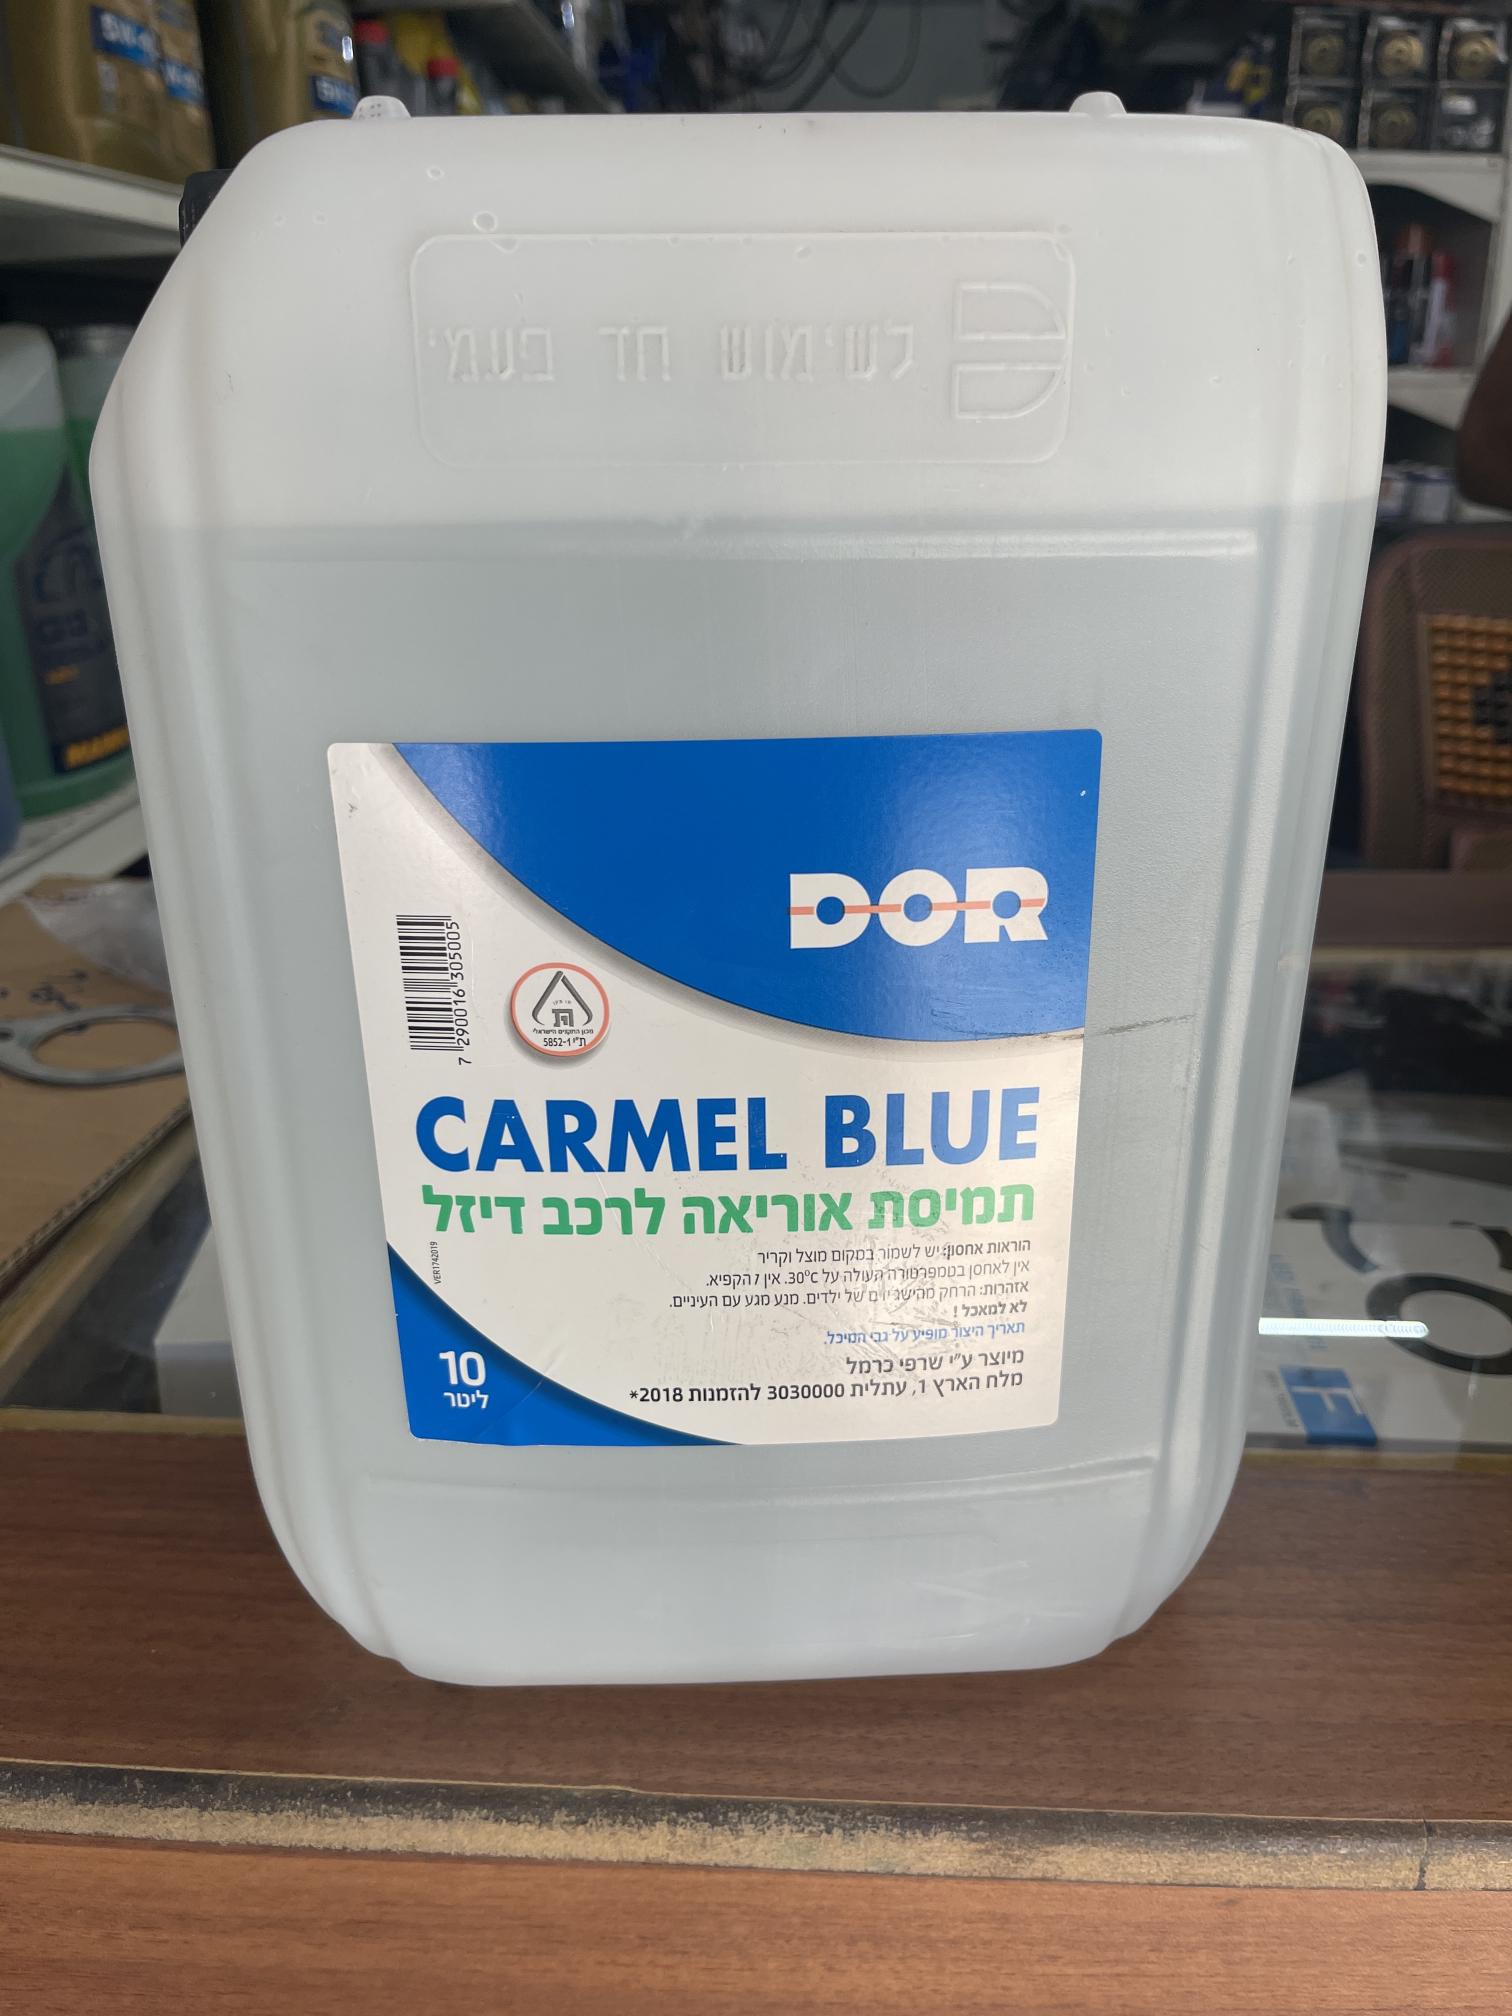 לשימוש חד פעמי
DOR
7 290016 305005
מכון התקנים הישראלי
ת"י 5852-1
CARMEL BLUE
תמיסת אוריאה לרכב דיזל
VER1742019
הוראות אחסון: יש לשמור במקום מוצל וקריר
אין לאחסן בטמפרטורה העולה על 30°C. אין להקפיא.
אזהרות: הרחק מהישג ידם של ילדים. מנע מגע עם העיניים.
לא למאכל !
תאריך היצור מופיע על גבי המיכל.
מיוצר ע"י שרפי כרמל
מלח הארץ 1, עתלית 3030000 להזמנות 2018*
10
ליטר